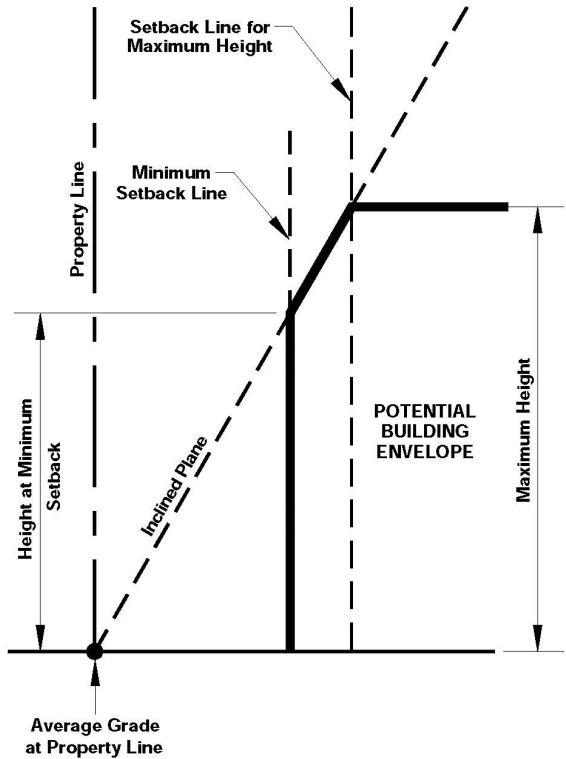 Setback Line for
Maximum Height
Minimum
Setback Line
Property Line
Height at Minimum
Setback
Inclined Plane
POTENTIAL
BUILDING
ENVELOPE
Maximum Height
Average Grade
at Property Line